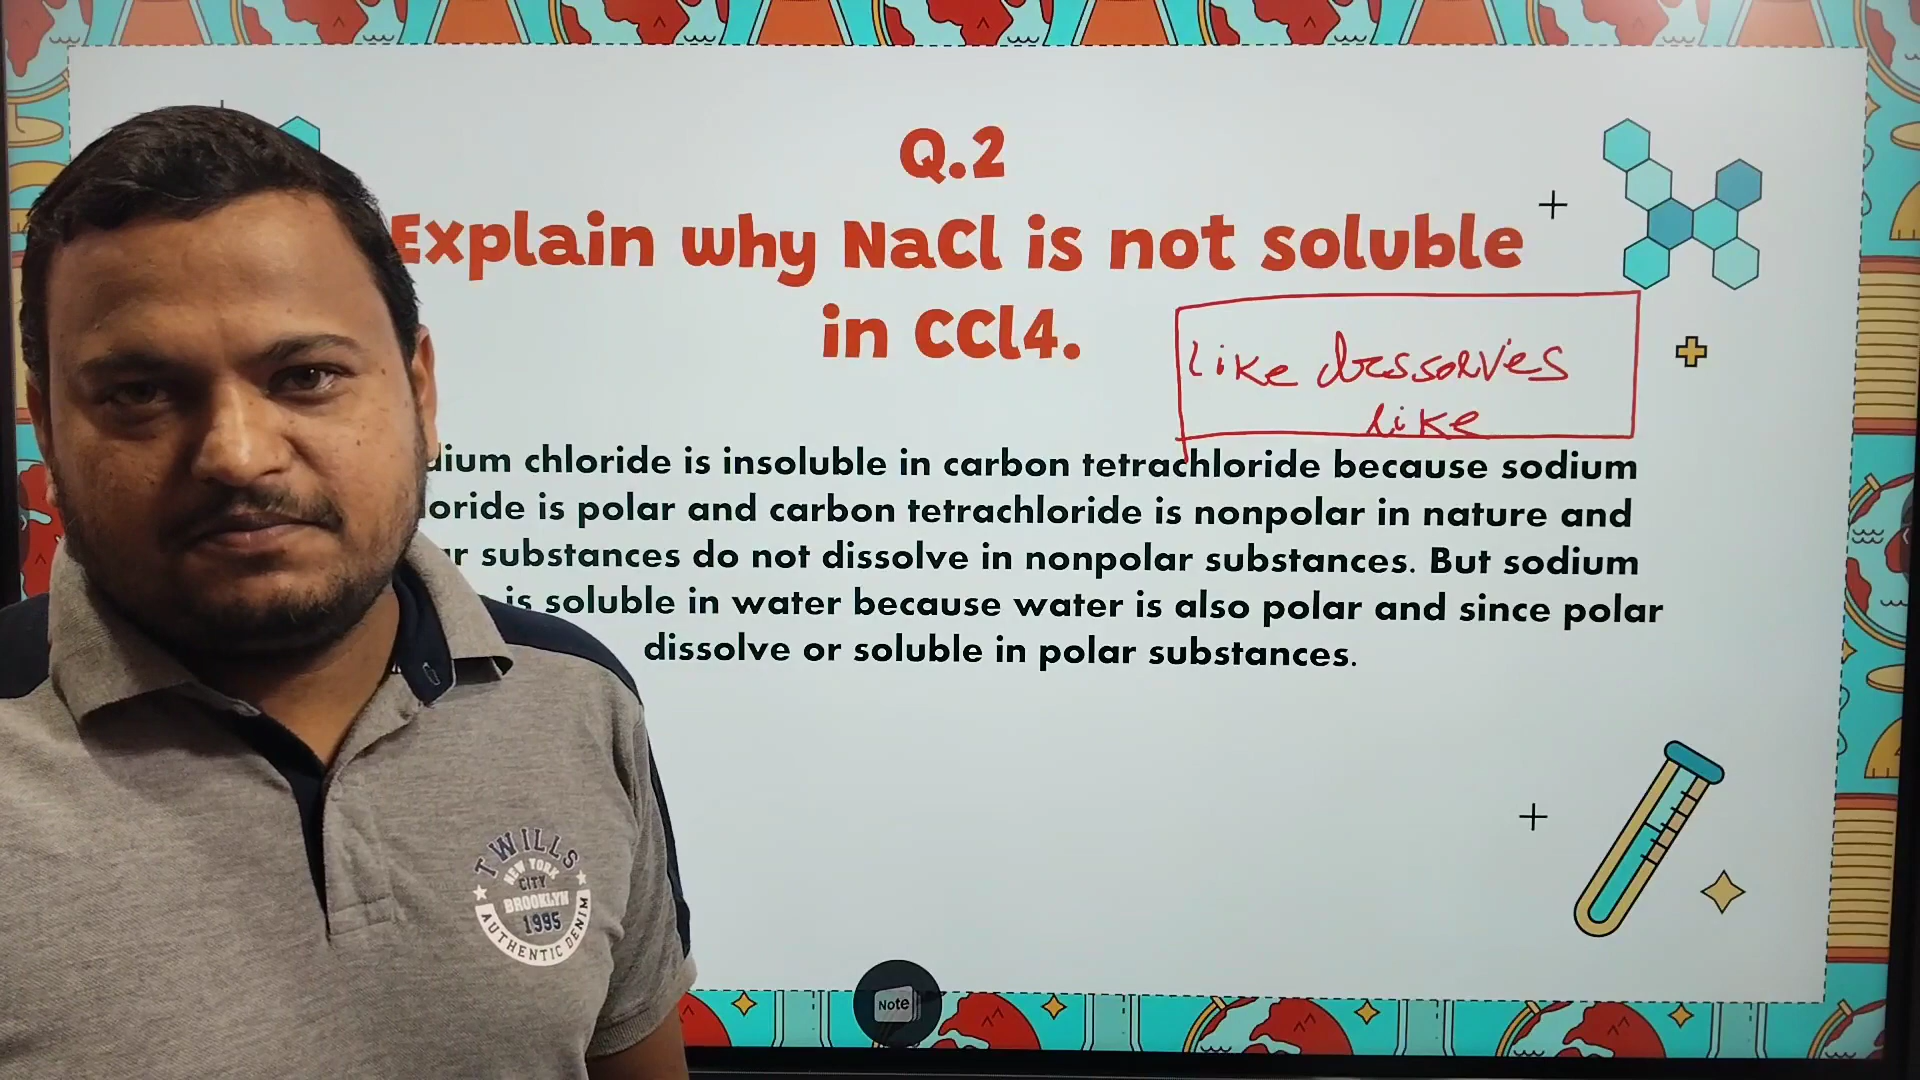 Q.2
Explain why NaCl is not soluble
in CCl4.
Like dissolves
like
dium chloride is insoluble in carbon tetrachloride because sodium
loride is polar and carbon tetrachloride is nonpolar in nature and
ar substances do not dissolve in nonpolar substances. But sodium
is soluble in water because water is also polar and since polar
dissolve or soluble in polar substances.
TWILLS
NEW YORK
CITY
BROOKLYN
1995
AUTHENTIC DENIM
Note